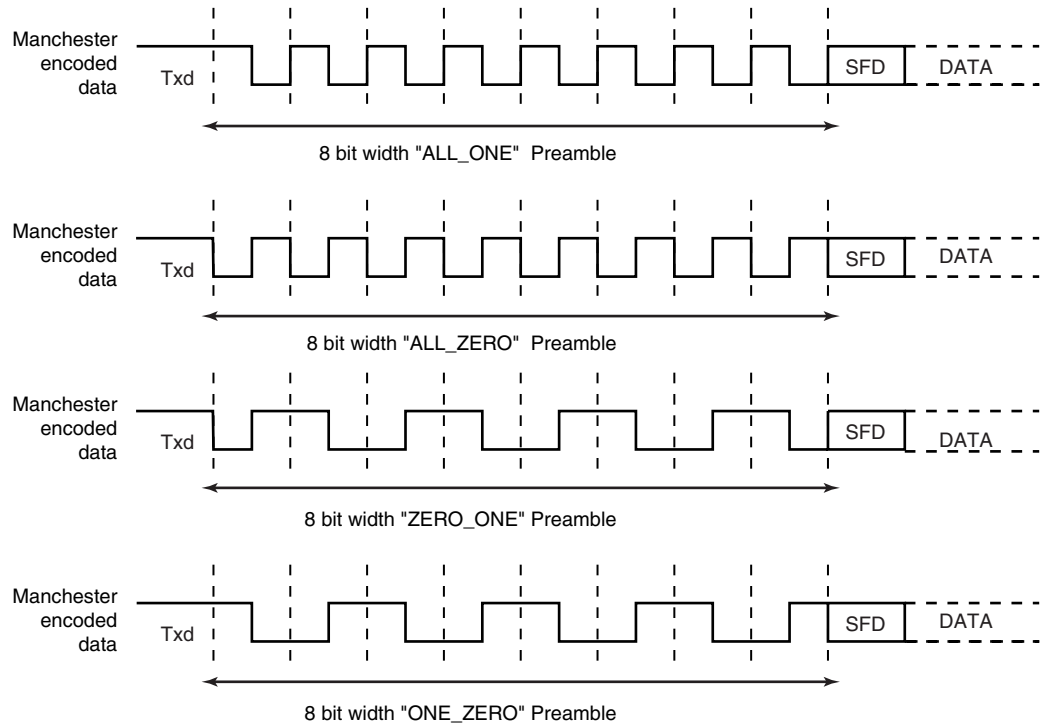 Manchester
encoded
data
Txd
SFD
DATA
8 bit width "ALL_ONE" Preamble
Manchester
encoded
data
Txd
SFD
DATA
8 bit width "ALL_ZERO" Preamble
Manchester
encoded
data
Txd
SFD
DATA
8 bit width "ZERO_ONE" Preamble
Manchester
encoded
data
Txd
SFD
DATA
8 bit width "ONE_ZERO" Preamble